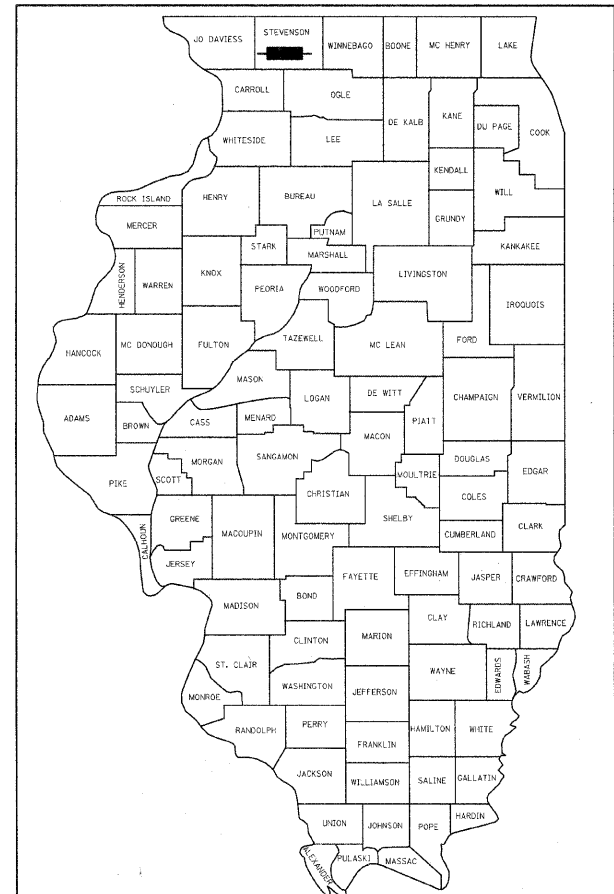 JO DAVIESS
STEVENSON
WINNEBAGO
BOONE
MC HENRY
LAKE
CARROLL
OGLE
DE KALB
KANE
DU PAGE
COOK
WHITESIDE
LEE
KENDALL
WILL
ROCK ISLAND
HENRY
BUREAU
LA SALLE
GRUNDY
MERCER
PUTNAM
STARK
MARSHALL
KANKAKEE
HENDERSON
WARREN
KNOX
PEORIA
WOODFORD
LIVINGSTON
IROQUOIS
FORD
HANCOCK
MC DONOUGH
FULTON
TAZEWELL
MC LEAN
MASON
SCHUYLER
LOGAN
DE WITT
CHAMPAIGN
VERMILION
ADAMS
BROWN
CASS
MENARD
PIATT
MACON
MORGAN
SANGAMON
DOUGLAS
EDGAR
PIKE
SCOTT
MOULTRIE
CHRISTIAN
COLES
GREENE
MACOUPIN
MONTGOMERY
SHELBY
CALHOUN
CUMBERLAND
CLARK
JERSEY
FAYETTE
EFFINGHAM
JASPER
CRAWFORD
MADISON
BOND
CLAY
RICHLAND
LAWRENCE
CLINTON
MARION
ST. CLAIR
WAYNE
EDWARDS
WABASH
WASHINGTON
JEFFERSON
MONROE
RANDOLPH
PERRY
HAMILTON
WHITE
FRANKLIN
JACKSON
WILLIAMSON
SALINE
GALLATIN
UNION
JOHNSON
POPE
HARDIN
ALEXANDER
PULASKI
MASSAC